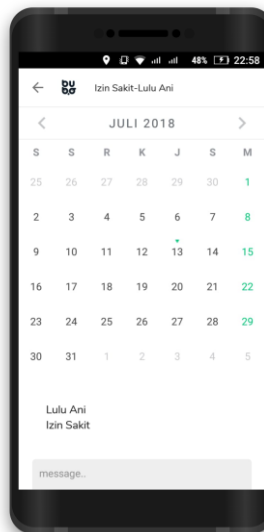 48% 22:58
BUDO Izin Sakit-Lulu Ani
JULI 2018
S S R K J S M
25 26 27 28 29 30 1
2 3 4 5 6 7 8
9 10 11 12 13 14 15
16 17 18 19 20 21 22
23 24 25 26 27 28 29
30 31 1 2 3 4 5
Lulu Ani
Izin Sakit
message..